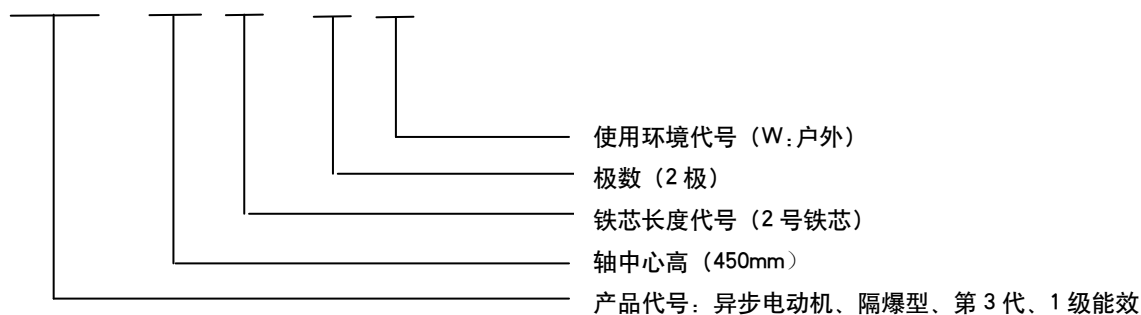 使用环境代号（W:户外）
极数（2 极）
铁芯长度代号（2 号铁芯）
轴中心高（450mm）
产品代号：异步电动机、隔爆型、第 3 代、1 级能效